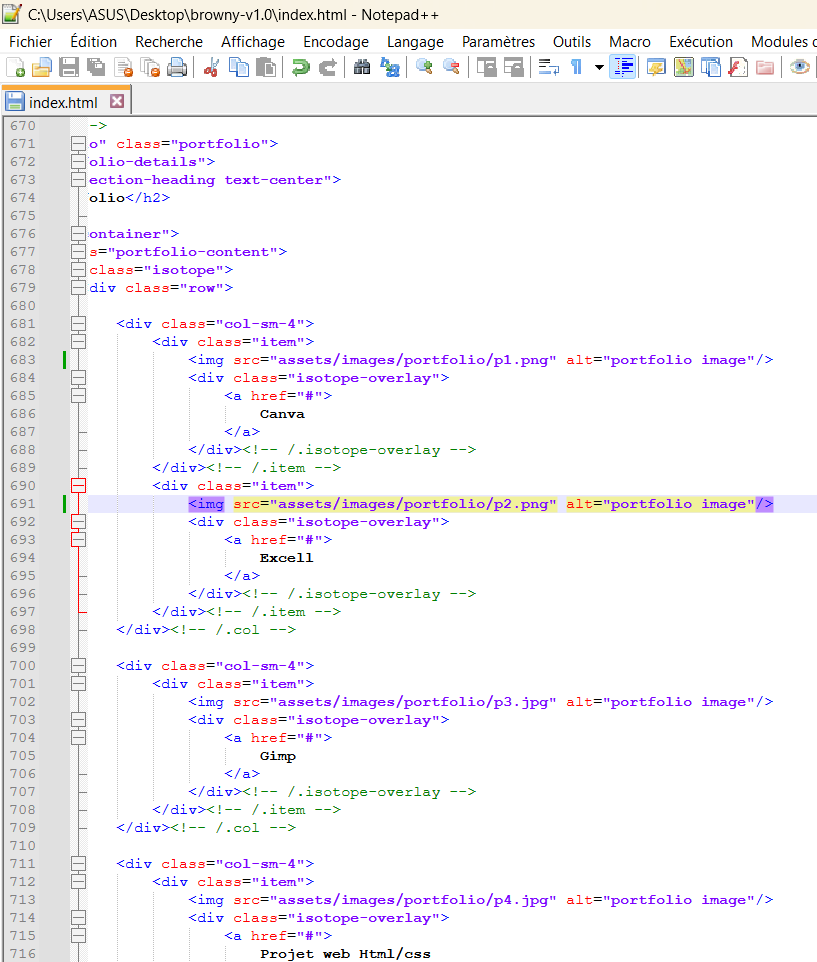 C:\Users\ASUS\Desktop\browny-v1.0\index.html - Notepad++
Fichier Édition Recherche Affichage Encodage Langage Paramètres Outils Macro Exécution Modules
index.html
670 ->
671 o" class="portfolio">
672 olio-details">
673 ection-heading text-center">
674 olio</h2>
675
676 ontainer">
677 s="portfolio-content">
678 class="isotope">
679 div class="row">
680
681 <div class="col-sm-4">
682 <div class="item">
683 <img src="assets/images/portfolio/p1.png" alt="portfolio image"/>
684 <div class="isotope-overlay">
685 <a href="#">
686 Canva
687 </a>
688 </div><!-- /.isotope-overlay -->
689 </div><!-- /.item -->
690 <div class="item">
691 <img src="assets/images/portfolio/p2.png" alt="portfolio image"/>
692 <div class="isotope-overlay">
693 <a href="#">
694 Excell
695 </a>
696 </div><!-- /.isotope-overlay -->
697 </div><!-- /.item -->
698 </div><!-- /.col -->
699
700 <div class="col-sm-4">
701 <div class="item">
702 <img src="assets/images/portfolio/p3.jpg" alt="portfolio image"/>
703 <div class="isotope-overlay">
704 <a href="#">
705 Gimp
706 </a>
707 </div><!-- /.isotope-overlay -->
708 </div><!-- /.item -->
709 </div><!-- /.col -->
710
711 <div class="col-sm-4">
712 <div class="item">
713 <img src="assets/images/portfolio/p4.jpg" alt="portfolio image"/>
714 <div class="isotope-overlay">
715 <a href="#">
716 Projet web Html/css